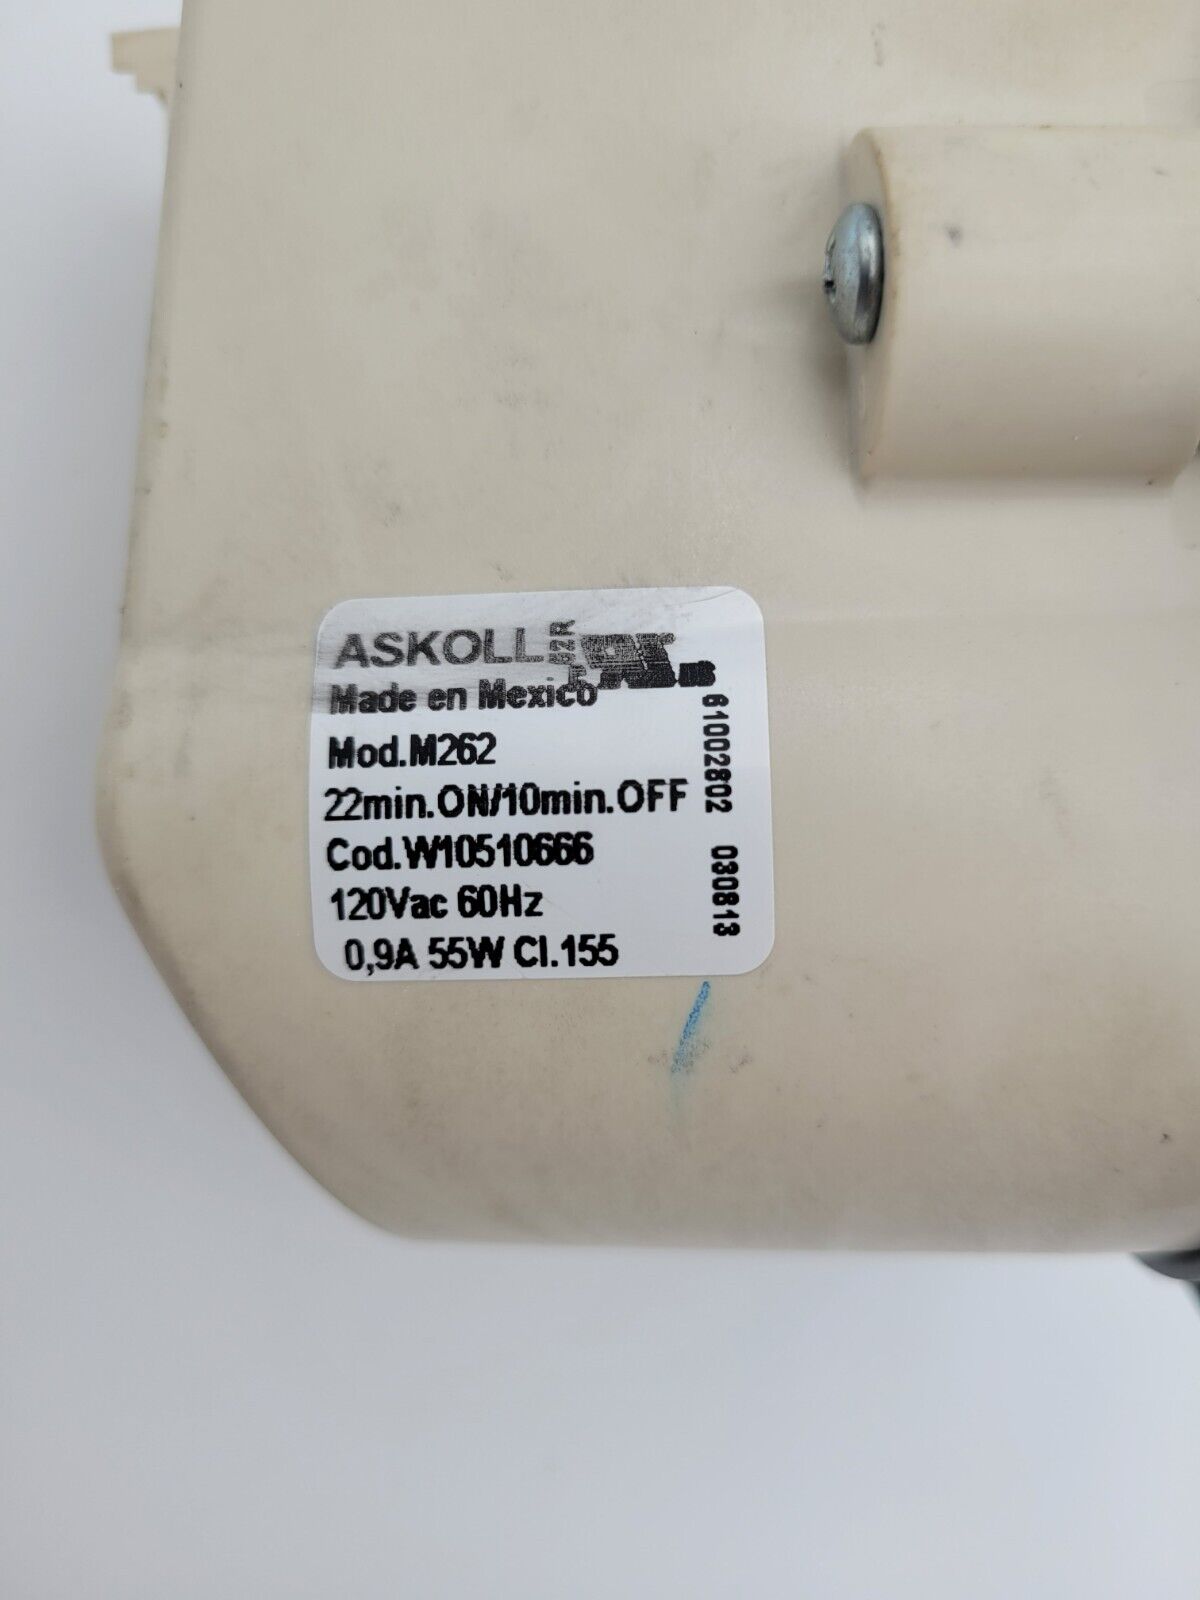 ASKOLL
Made en Mexico
Mod.M262
22min.ON/10min.OFF
Cod.W10510666
120Vac 60Hz
0,9A 55W Cl.155
61002802 030813